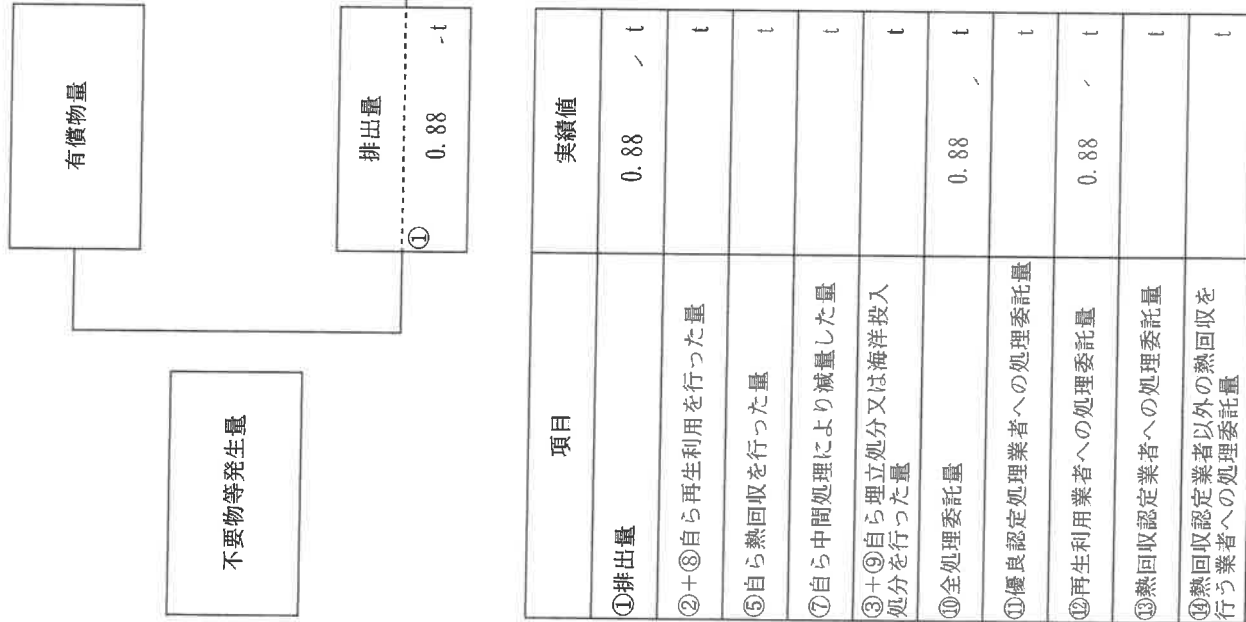 有償物量
不要物等発生量
排出量
① 0.88 t
項目 実績値
①排出量 0.88 t
②+⑧自ら再生利用を行った量 t
⑤自ら熱回収を行った量 t
⑦自ら中間処理により減量した量 t
③+⑨自ら埋立処分又は海洋投入
処分を行った量 t
⑩全処理委託量 0.88 t
⑪優良認定処理業者への処理委託量 t
⑫再生利用業者への処理委託量 0.88 t
⑬熱回収認定業者への処理委託量 t
⑭熱回収認定業者以外の熱回収を
行う業者への処理委託量 t